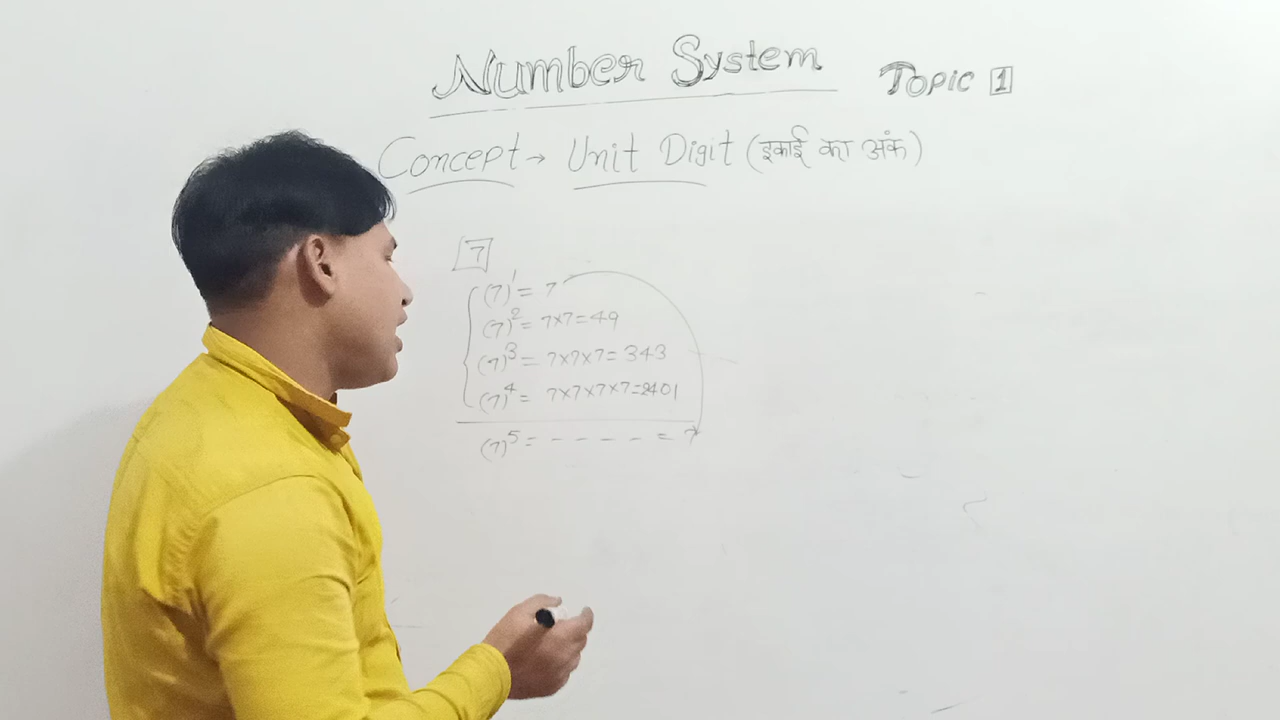 Number System Topic 1
Concept → Unit Digit (इकाई का अंक)
7
(7)¹ = 7
(7)² = 7×7=49
(7)³ = 7×7×7=343
(7)⁴ = 7×7×7×7=2401
(7)⁵ = - - - - = 7